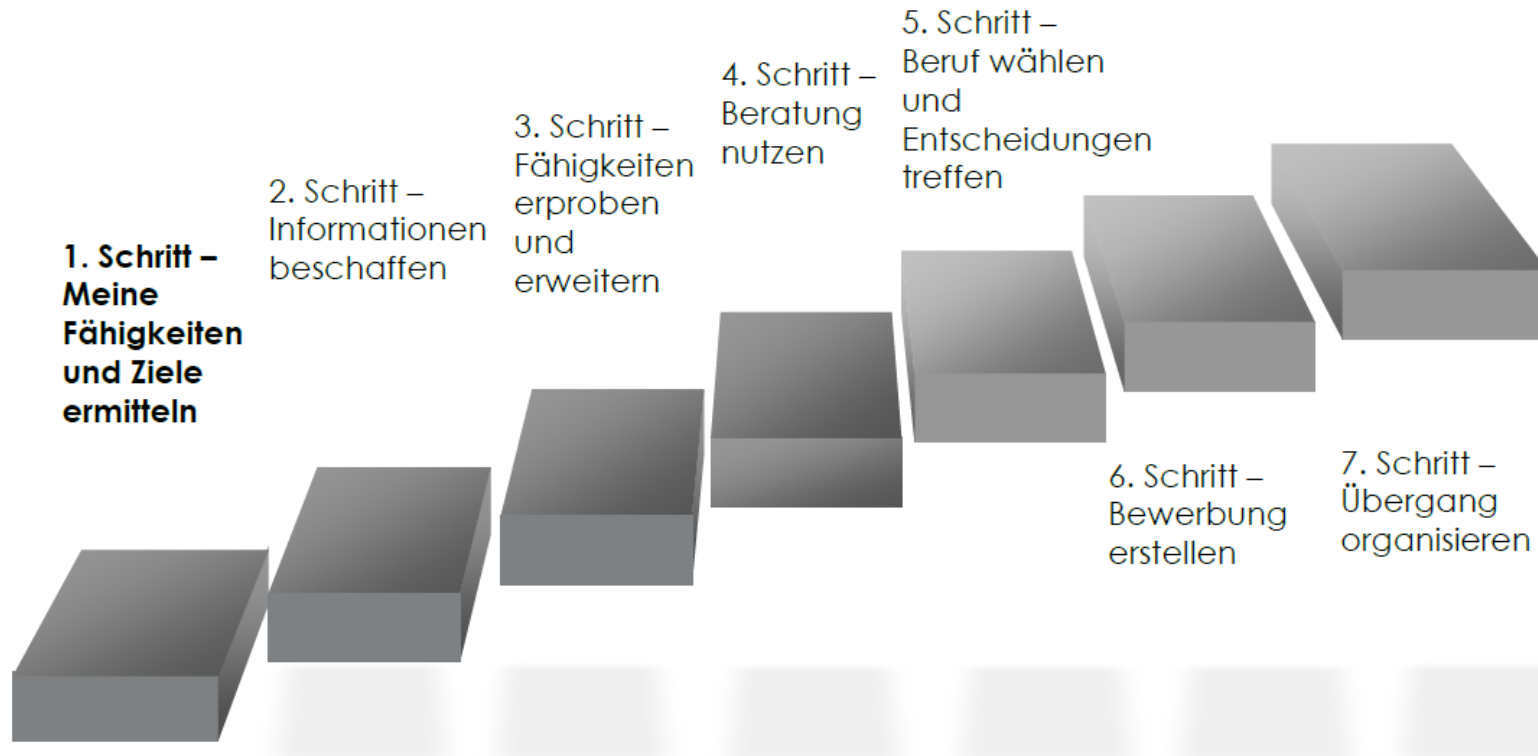 1. Schritt –
Meine
Fähigkeiten
und Ziele
ermitteln
2. Schritt –
Informationen
beschaffen
3. Schritt –
Fähigkeiten
erproben
und
erweitern
4. Schritt –
Beratung
nutzen
5. Schritt –
Beruf wählen
und
Entscheidungen
treffen
6. Schritt –
Bewerbung
erstellen
7. Schritt –
Übergang
organisieren